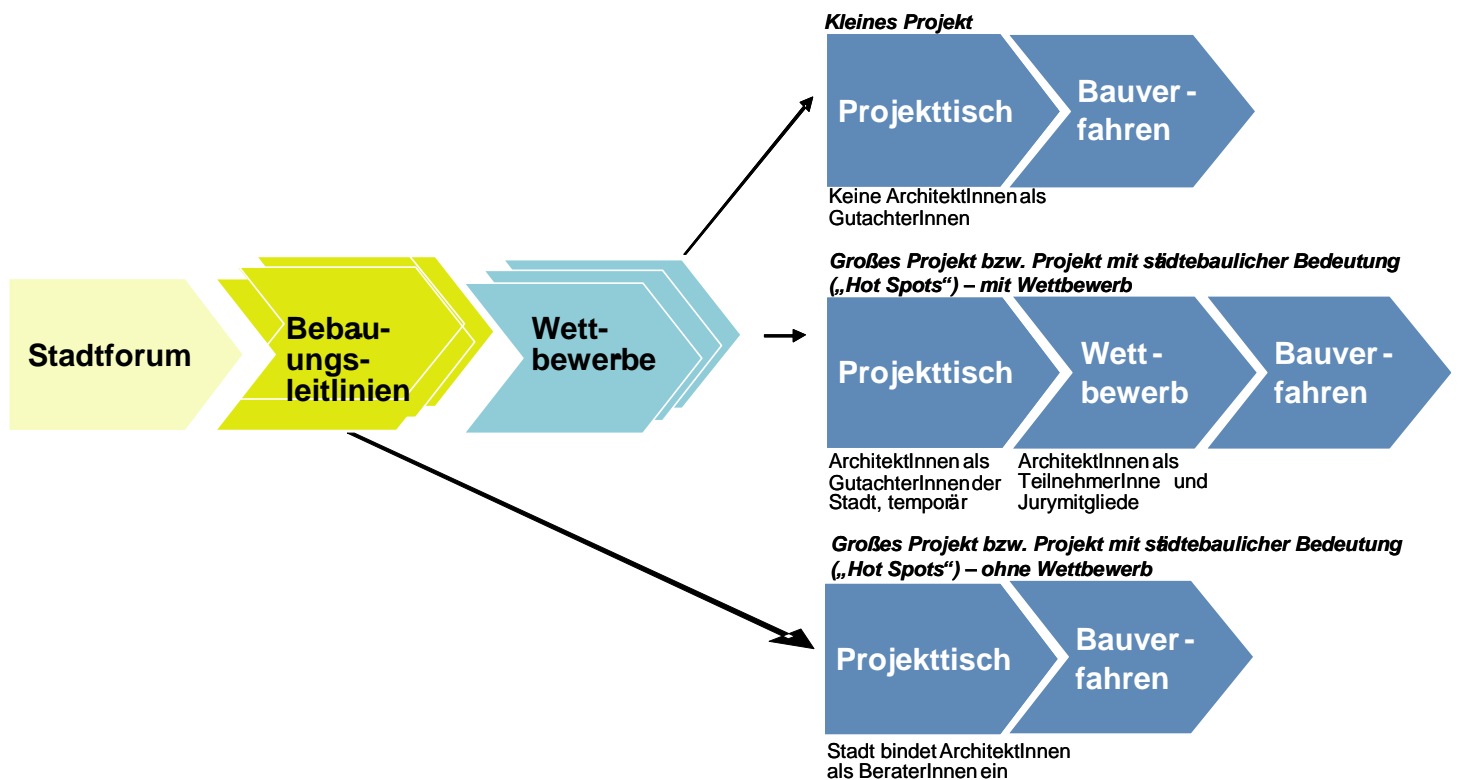 Stadtforum
Bebau-
ungs-
leitlinien
Wett-
bewerbe
Kleines Projekt
Projekttisch
Bauver-
fahren
Keine ArchitektInnen als
GutachterInnen
Großes Projekt bzw. Projekt mit städtebaulicher Bedeutung
(„Hot Spots“) – mit Wettbewerb
Projekttisch
Wett-
bewerb
Bauver-
fahren
ArchitektInnen als
GutachterInnen der
Stadt, temporär
ArchitektInnen als
TeilnehmerInne und
Jurymitgliede
Großes Projekt bzw. Projekt mit städtebaulicher Bedeutung
(„Hot Spots“) – ohne Wettbewerb
Projekttisch
Bauver-
fahren
Stadt bindet ArchitektInnen
als BeraterInnen ein